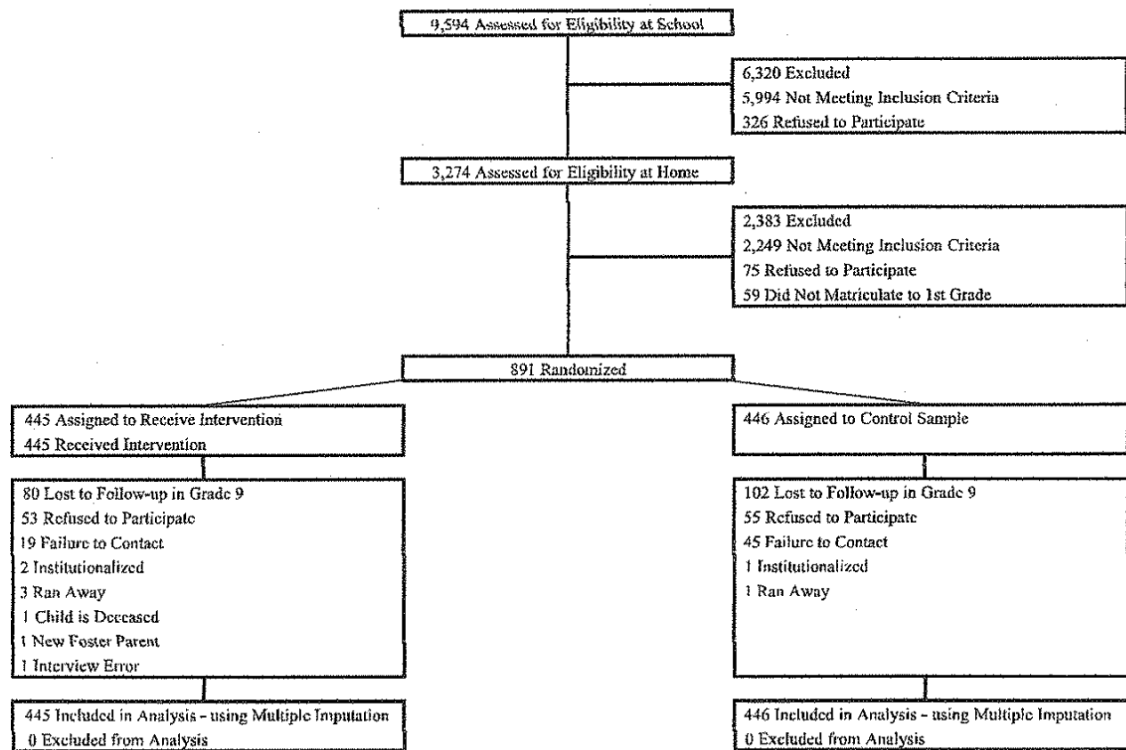 9,594 Assessed for Eligibility at School
6,320 Excluded
5,994 Not Meeting Inclusion Criteria
326 Refused to Participate
3,274 Assessed for Eligibility at Home
2,383 Excluded
2,249 Not Meeting Inclusion Criteria
75 Refused to Participate
59 Did Not Matriculate to 1st Grade
891 Randomized
445 Assigned to Receive Intervention
445 Received Intervention
446 Assigned to Control Sample
80 Lost to Follow-up in Grade 9
53 Refused to Participate
19 Failure to Contact
2 Institutionalized
3 Ran Away
1 Child is Deceased
1 New Foster Parent
1 Interview Error
102 Lost to Follow-up in Grade 9
55 Refused to Participate
45 Failure to Contact
1 Institutionalized
1 Ran Away
445 Included in Analysis - using Multiple Imputation
0 Excluded from Analysis
446 Included in Analysis - using Multiple Imputation
0 Excluded from Analysis